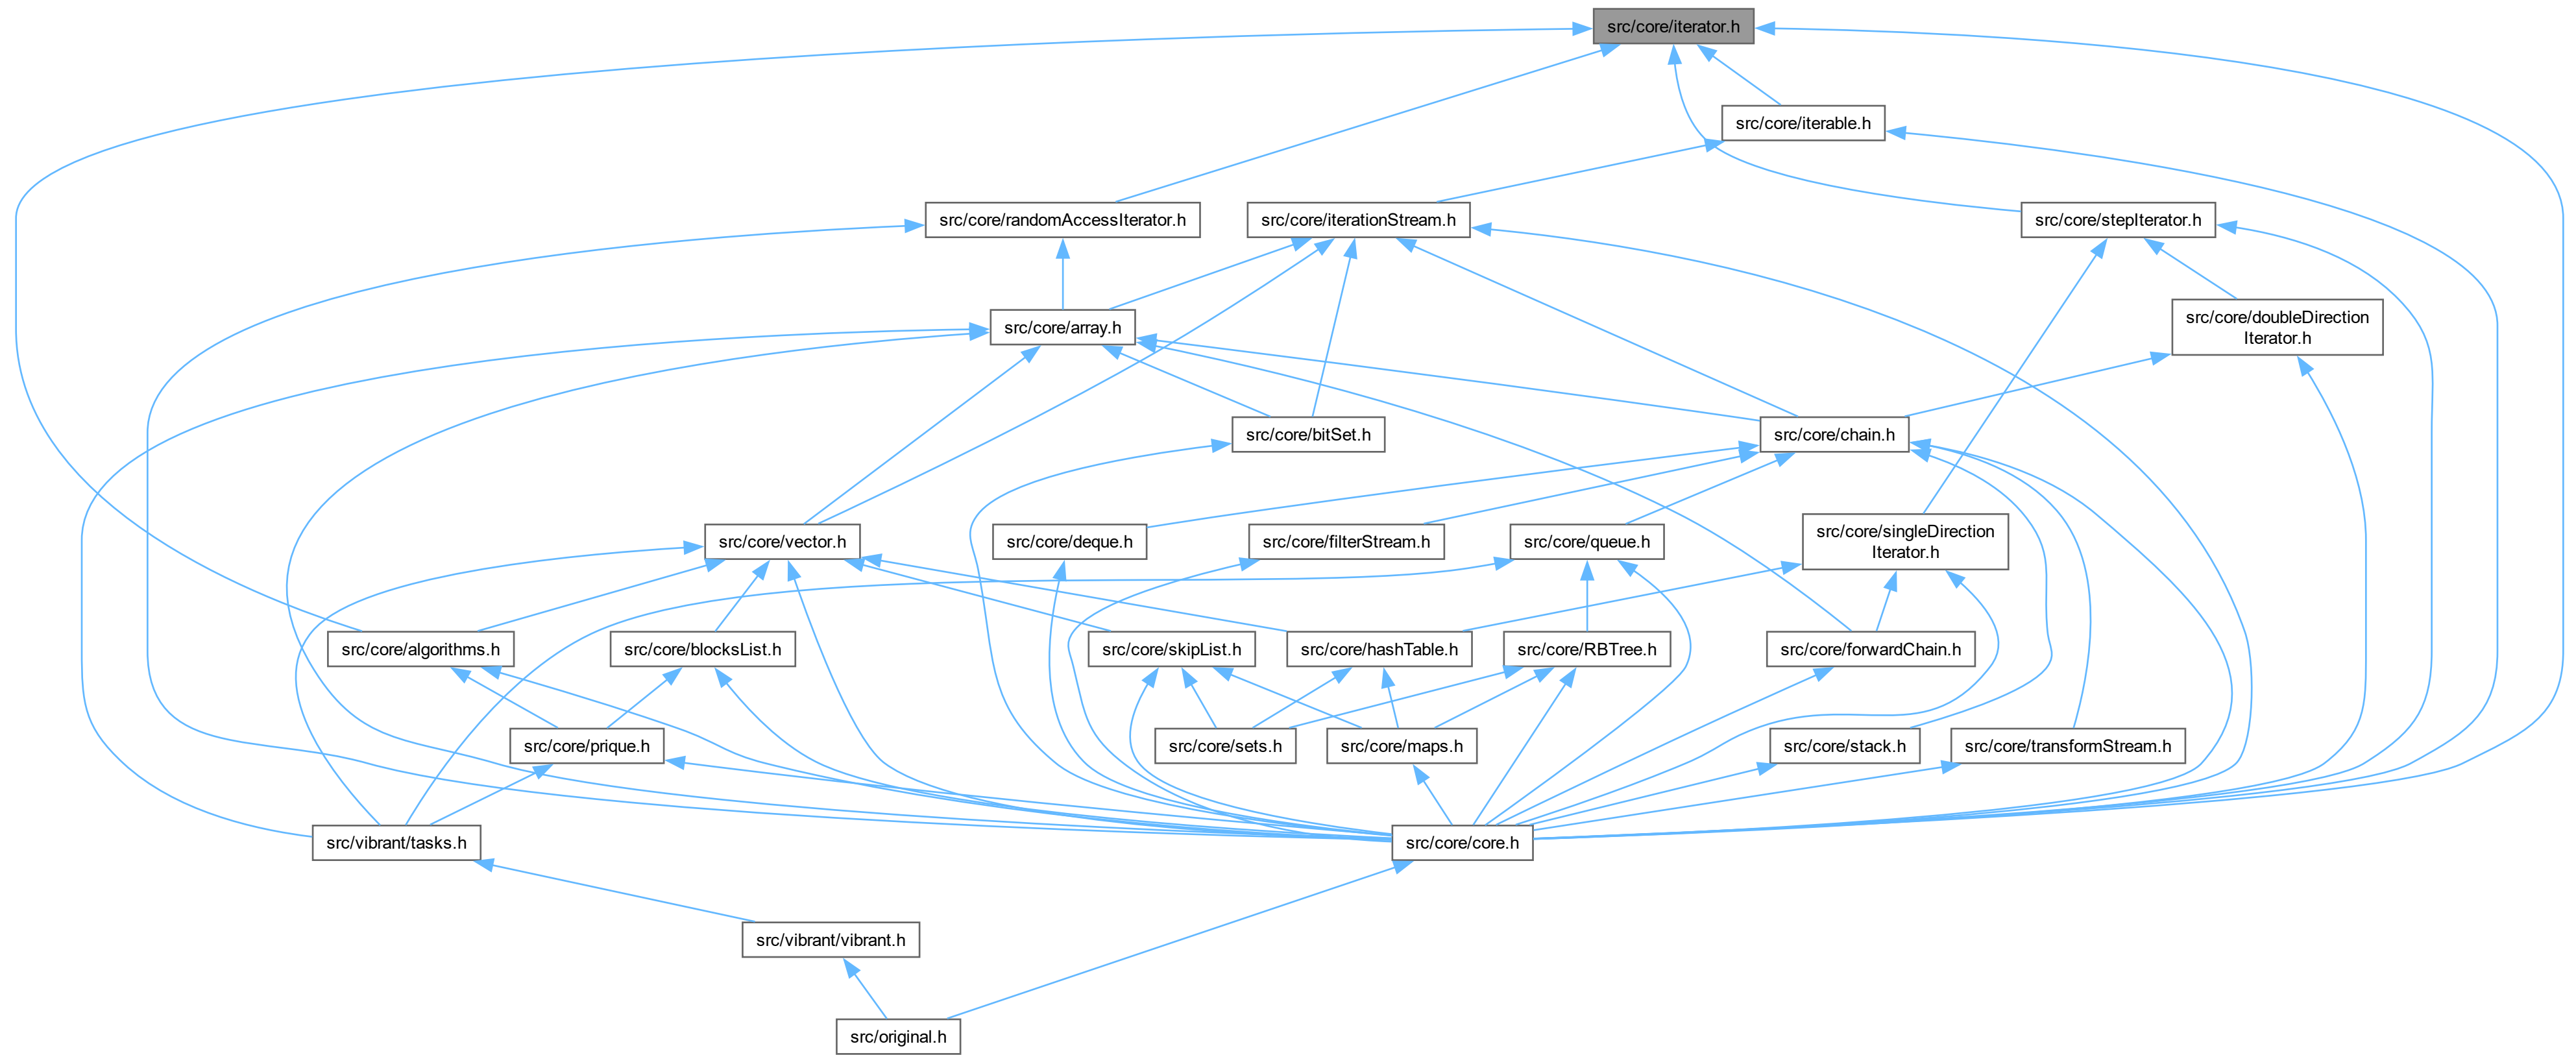 src/core/iterator.h
src/core/iterable.h
src/core/randomAccessIterator.h
src/core/iterationStream.h
src/core/stepIterator.h
src/core/array.h
src/core/doubleDirection
Iterator.h
src/core/bitSet.h
src/core/chain.h
src/core/vector.h
src/core/deque.h
src/core/filterStream.h
src/core/queue.h
src/core/singleDirection
Iterator.h
src/core/algorithms.h
src/core/blocksList.h
src/core/skipList.h
src/core/hashTable.h
src/core/RBTree.h
src/core/forwardChain.h
src/core/prique.h
src/core/sets.h
src/core/maps.h
src/core/stack.h
src/core/transformStream.h
src/vibrant/tasks.h
src/core/core.h
src/vibrant/vibrant.h
src/original.h